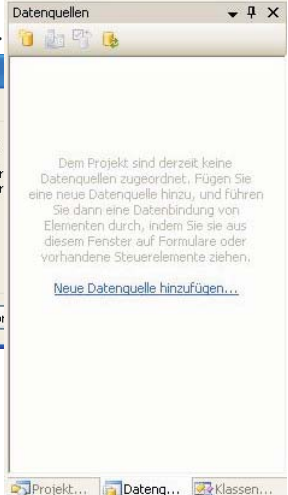 Datenquellen
Dem Projekt sind derzeit keine
Datenquellen zugeordnet. Fügen Sie
eine neue Datenquelle hinzu, und führen
Sie dann eine Datenbindung von
Elementen durch, indem Sie sie aus
diesem Fenster auf Formulare oder
vorhandene Steuerelemente ziehen.
Neue Datenquelle hinzufügen...
Projekt... Datenq... Klassen...